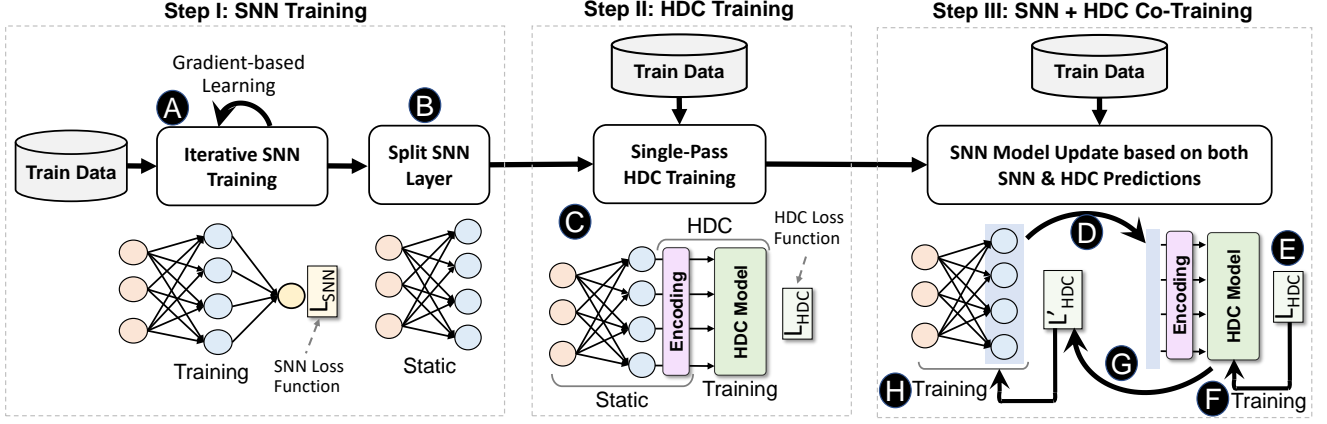 Step I: SNN Training
Gradient-based
Learning
A
B
Train Data
Iterative SNN
Training
Split SNN
Layer
L_SNN
Training
SNN Loss
Function
Static
Step II: HDC Training
Train Data
Single-Pass
HDC Training
C
HDC
HDC Loss
Function
Encoding
HDC Model
L_HDC
Training
Static
Step III: SNN + HDC Co-Training
Train Data
SNN Model Update based on both
SNN & HDC Predictions
D
E
L'_HDC
Encoding
HDC Model
L_HDC
G
H
Training
F
Training